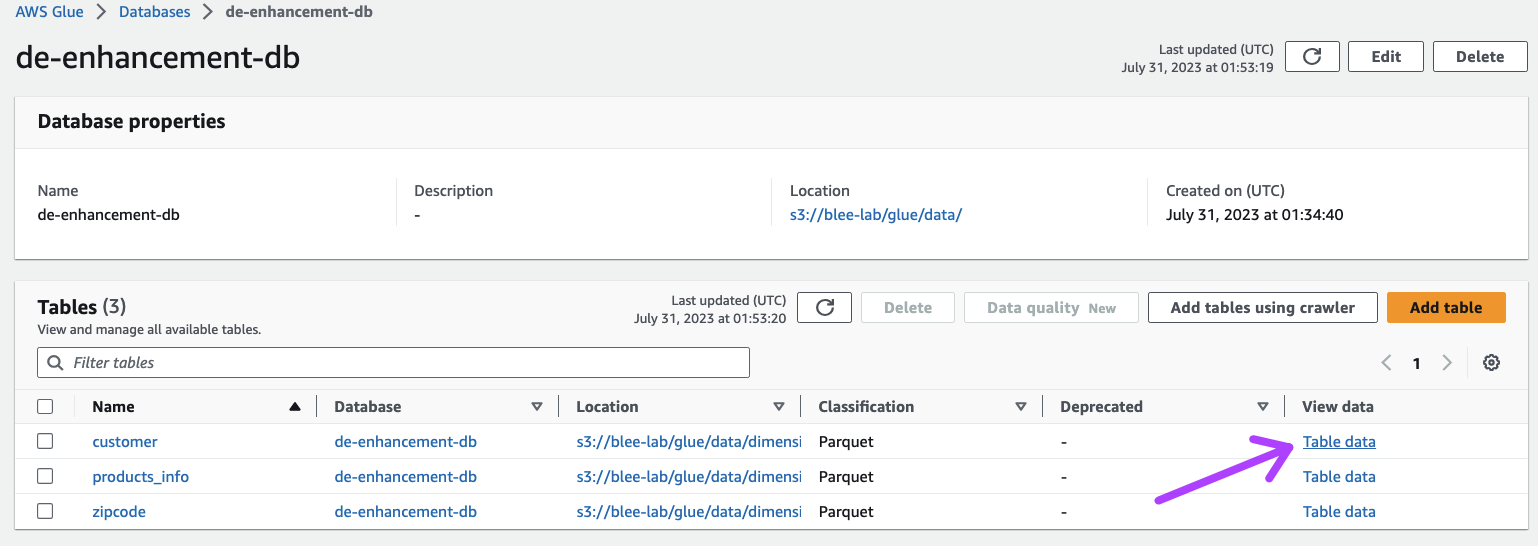 AWS Glue > Databases > de-enhancement-db
de-enhancement-db
Last updated (UTC)
July 31, 2023 at 01:53:19
Edit
Delete
Database properties
Name
de-enhancement-db
Description
-
Location
s3://blee-lab/glue/data/
Created on (UTC)
July 31, 2023 at 01:34:40
Tables (3)
View and manage all available tables.
Last updated (UTC)
July 31, 2023 at 01:53:20
Delete
Data quality New
Add tables using crawler
Add table
Filter tables
1
Name Database Location Classification Deprecated View data
customer de-enhancement-db s3://blee-lab/glue/data/dimensi Parquet - Table data
products_info de-enhancement-db s3://blee-lab/glue/data/dimensi Parquet - Table data
zipcode de-enhancement-db s3://blee-lab/glue/data/dimensi Parquet - Table data